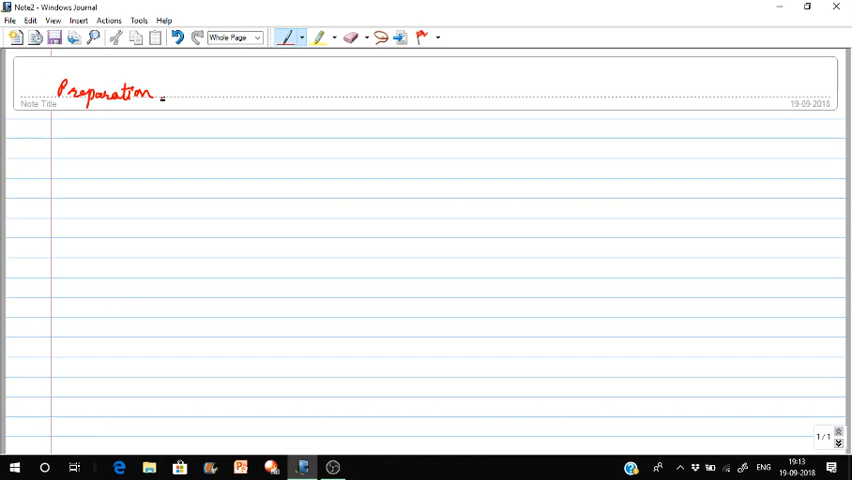 Note2 - Windows Journal
File Edit View Insert Actions Tools Help
Whole Page
Preparation
Note Title
19-09-2018
1 / 1
ENG
19:13
19-09-2018